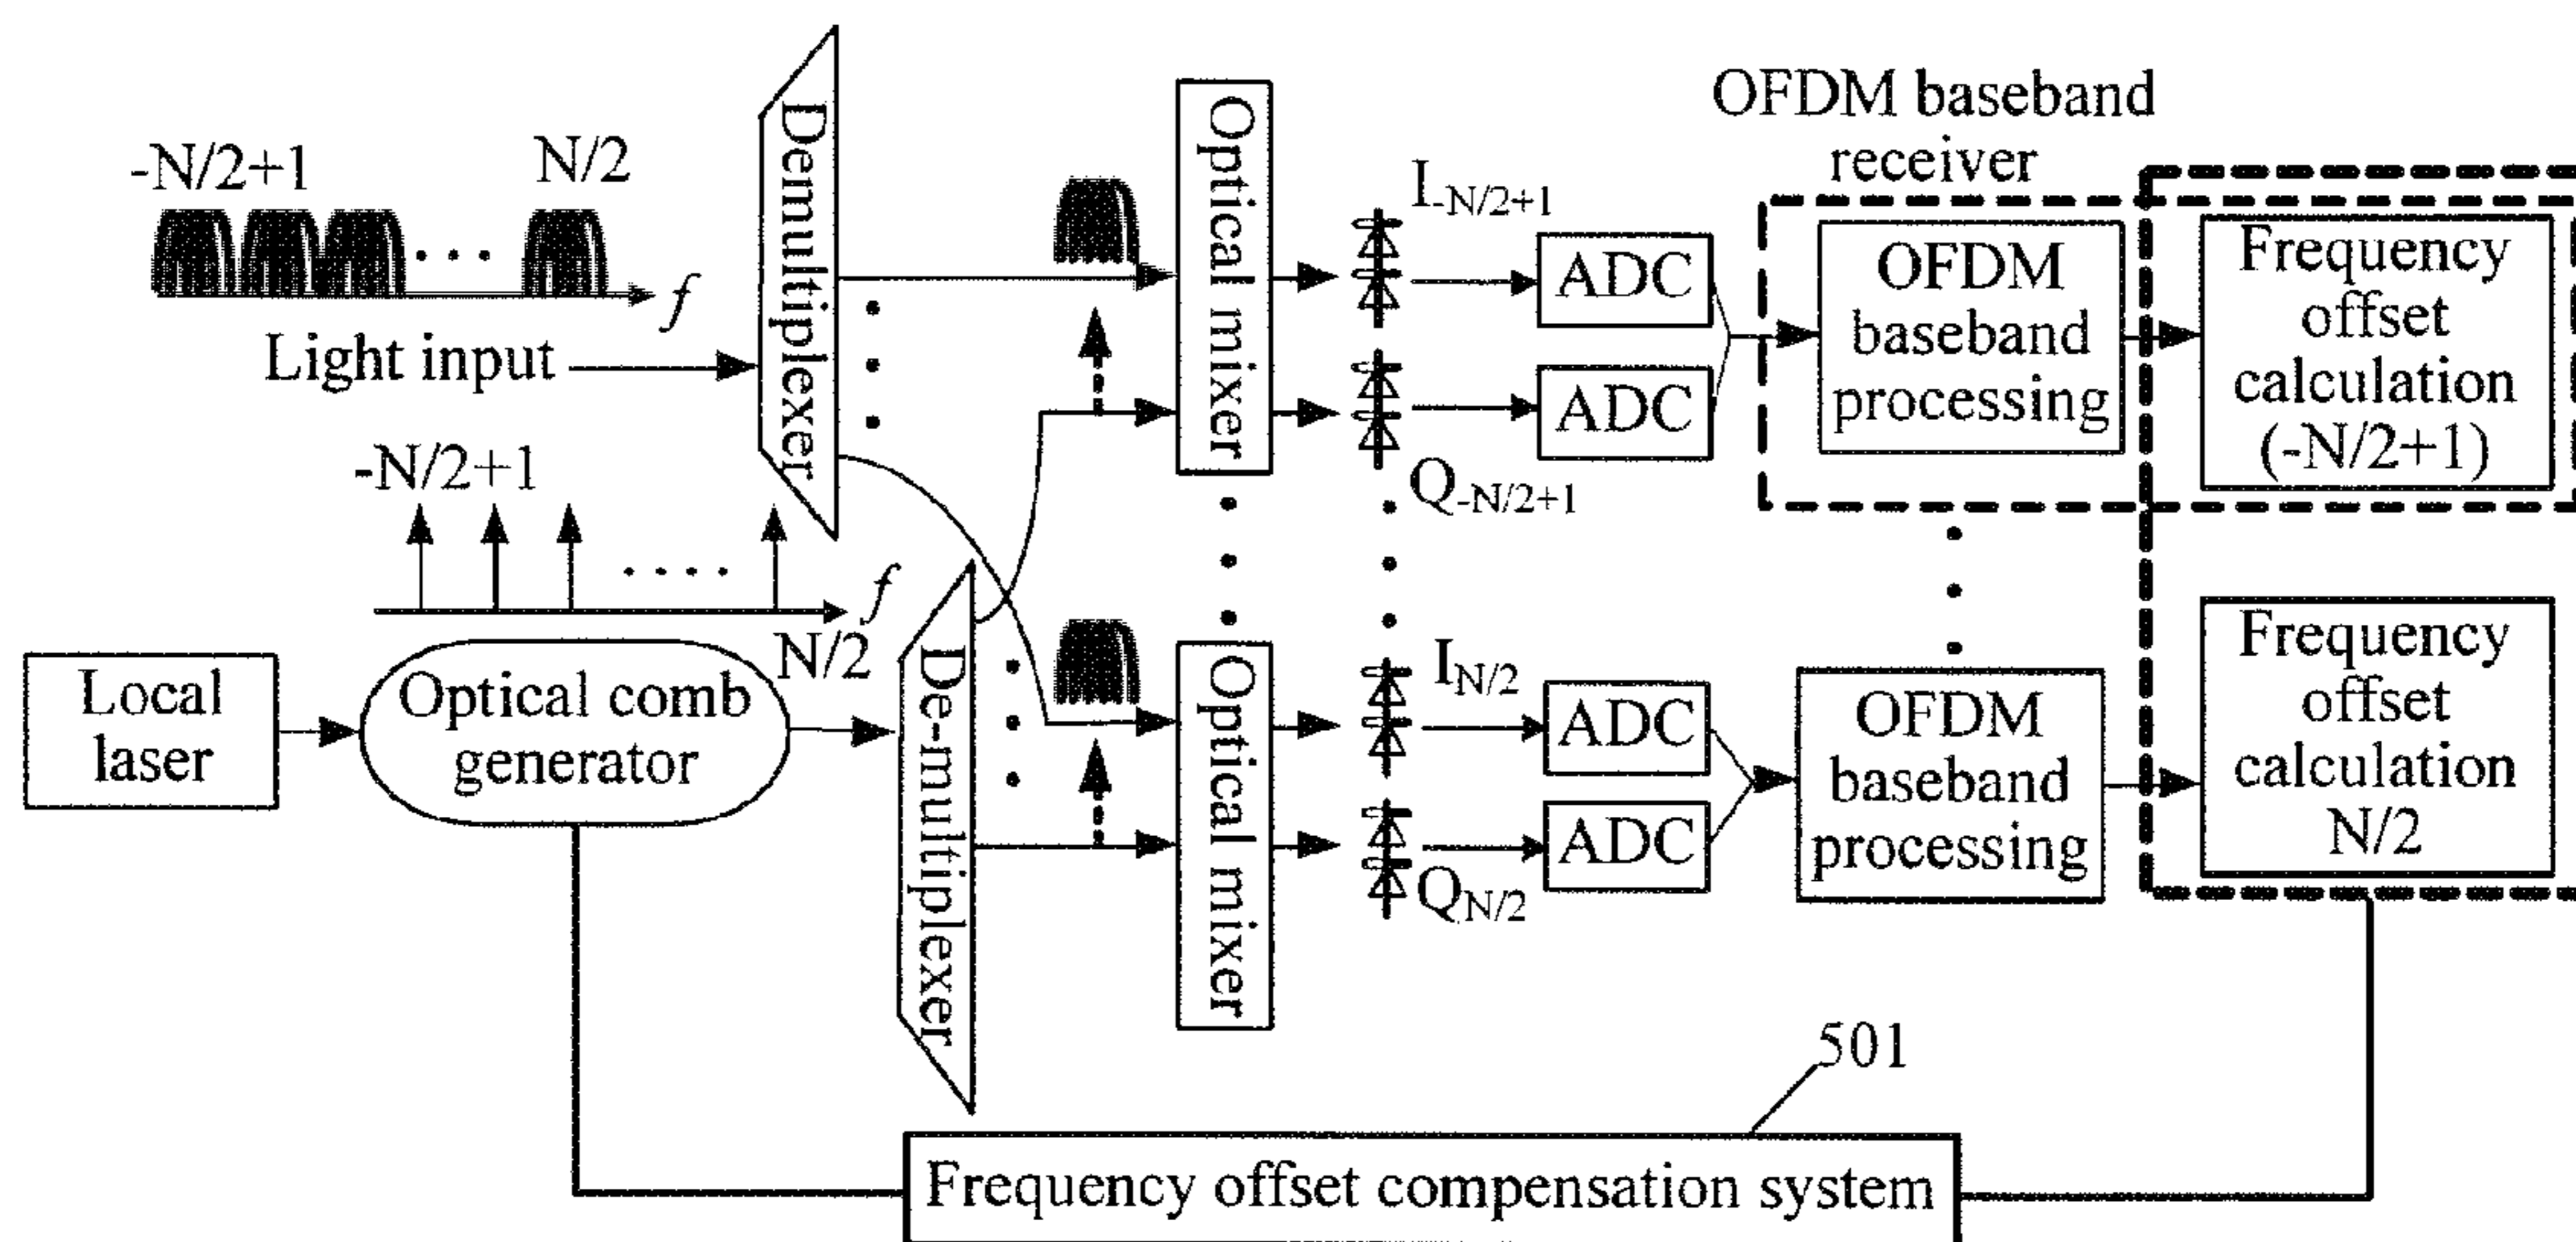 -N/2+1
N/2
f
Light input
Demultiplexer
-N/2+1
f
N/2
Local
laser
Optical comb
generator
De-multiplexer
Optical mixer
I-N/2+1
Q-N/2+1
ADC
ADC
OFDM baseband
receiver
OFDM
baseband
processing
Frequency
offset
calculation
(-N/2+1)
Optical mixer
IN/2
QN/2
ADC
ADC
OFDM
baseband
processing
Frequency
offset
calculation
N/2
501
Frequency offset compensation system